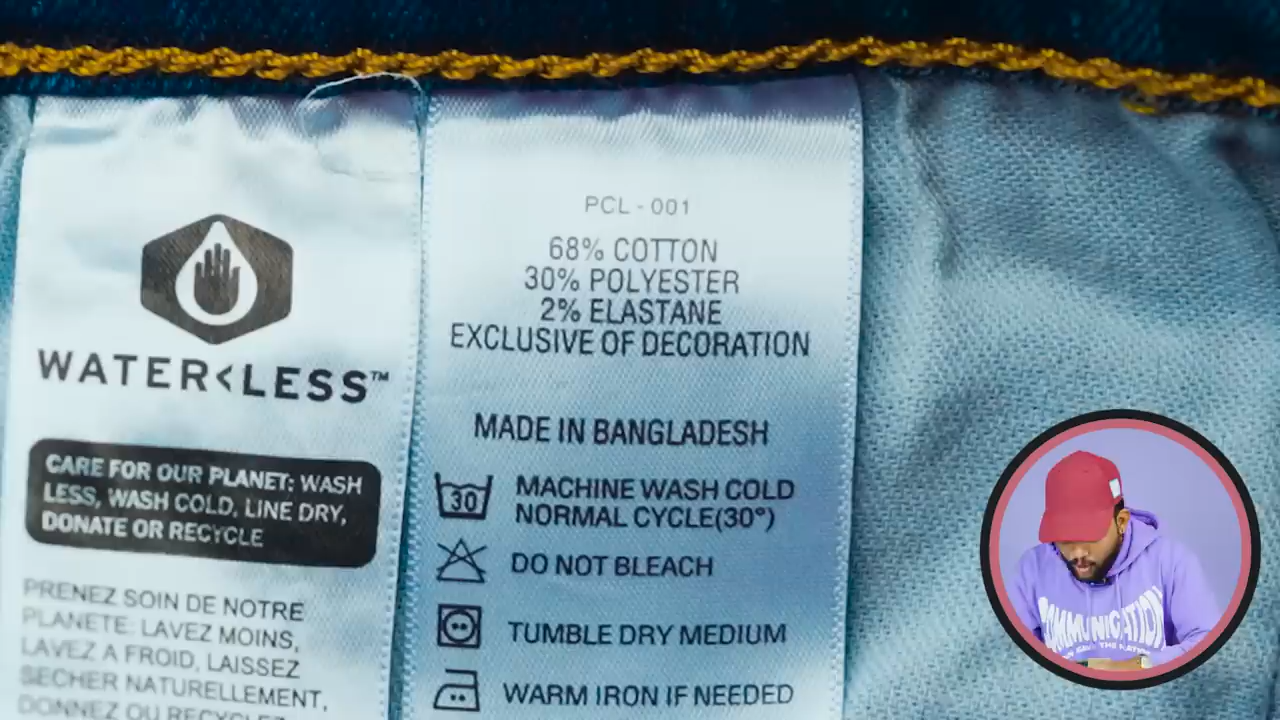 WATER<LESS™
CARE FOR OUR PLANET: WASH
LESS, WASH COLD, LINE DRY,
DONATE OR RECYCLE
PRENEZ SOIN DE NOTRE
PLANETE: LAVEZ MOINS,
LAVEZ A FROID, LAISSEZ
SECHER NATURELLEMENT,
DONNEZ OU RECYCLEZ
PCL - 001
68% COTTON
30% POLYESTER
2% ELASTANE
EXCLUSIVE OF DECORATION
MADE IN BANGLADESH
30
MACHINE WASH COLD
NORMAL CYCLE(30°)
DO NOT BLEACH
TUMBLE DRY MEDIUM
WARM IRON IF NEEDED
COMMUNICATION
THE NATION